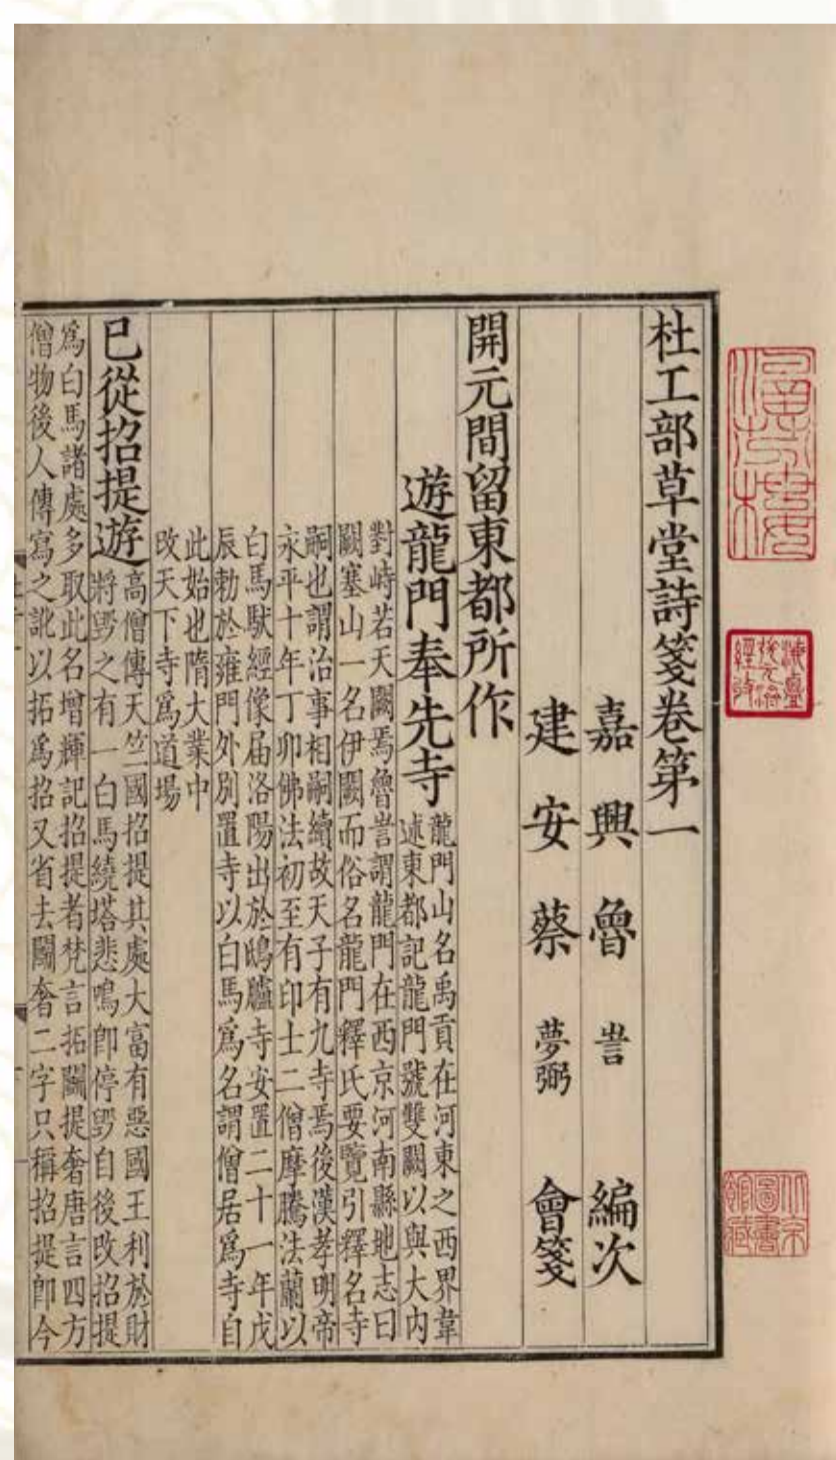 杜工部草堂詩箋卷第一
嘉興魯訔編次
建安蔡夢弼會箋
開元間留東都所作
遊龍門奉先寺
龍門山名禹貢在河東之西界韋
述東都記龍門號雙闕以與大內
對峙若天闕焉魯訔謂龍門在西京河南縣地志曰
闕塞山一名伊闕而俗名龍門釋氏要覽引釋名寺
嗣也謂治事相嗣續故天子有九寺焉後漢孝明帝
永平十年丁卯佛法初至有印士二僧摩騰法蘭以
白馬馱經像届洛陽出於鴟臚寺安置二十一年戊
辰勑於雍門外別置寺以白馬爲名謂僧居爲寺自
此始也隋大業中
改天下寺爲道場
已從招提遊
高僧傳天竺國招提其處大富有惡國王利於財
將毀之有一白馬繞塔悲鳴卽停毀自後改招提
爲白馬諸處多取此名增輝記招提者梵言拓鬭提奢唐言四方
僧物後人傳寫之訛以拓爲招又省去鬭奢二字只稱招提卽今
北京圖書館藏